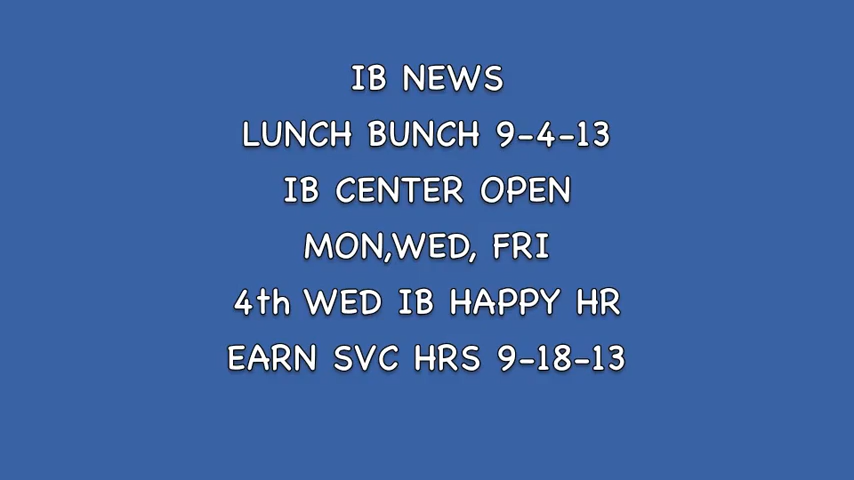 IB NEWS
LUNCH BUNCH 9-4-13
IB CENTER OPEN
MON,WED, FRI
4th WED IB HAPPY HR
EARN SVC HRS 9-18-13